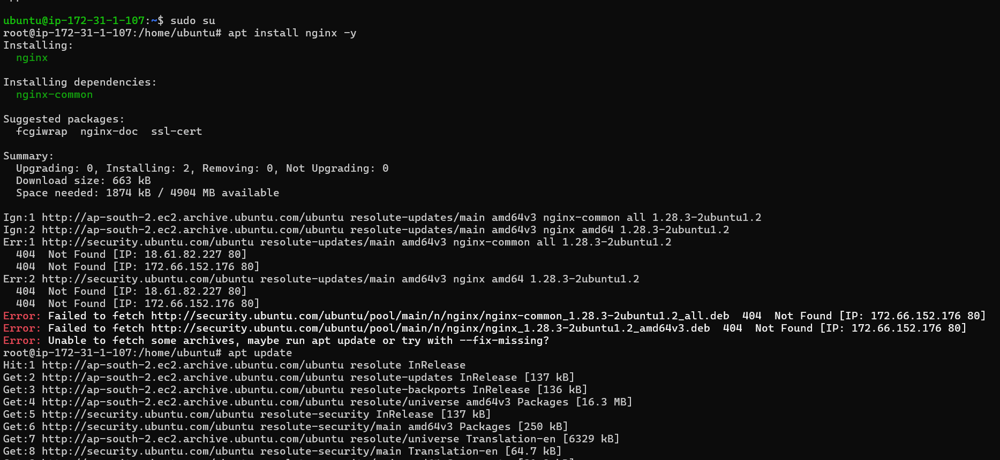 ubuntu@ip-172-31-1-107:~$ sudo su
root@ip-172-31-1-107:/home/ubuntu# apt install nginx -y
Installing:
  nginx

Installing dependencies:
  nginx-common

Suggested packages:
  fcgiwrap  nginx-doc  ssl-cert

Summary:
  Upgrading: 0, Installing: 2, Removing: 0, Not Upgrading: 0
  Download size: 663 kB
  Space needed: 1874 kB / 4904 MB available

Ign:1 http://ap-south-2.ec2.archive.ubuntu.com/ubuntu resolute-updates/main amd64v3 nginx-common all 1.28.3-2ubuntu1.2
Ign:2 http://ap-south-2.ec2.archive.ubuntu.com/ubuntu resolute-updates/main amd64v3 nginx amd64 1.28.3-2ubuntu1.2
Err:1 http://security.ubuntu.com/ubuntu resolute-updates/main amd64v3 nginx-common all 1.28.3-2ubuntu1.2
  404  Not Found [IP: 18.61.82.227 80]
  404  Not Found [IP: 172.66.152.176 80]
Err:2 http://security.ubuntu.com/ubuntu resolute-updates/main amd64v3 nginx amd64 1.28.3-2ubuntu1.2
  404  Not Found [IP: 18.61.82.227 80]
  404  Not Found [IP: 172.66.152.176 80]
Error: Failed to fetch http://security.ubuntu.com/ubuntu/pool/main/n/nginx/nginx-common_1.28.3-2ubuntu1.2_all.deb  404  Not Found [IP: 172.66.152.176 80]
Error: Failed to fetch http://security.ubuntu.com/ubuntu/pool/main/n/nginx/nginx_1.28.3-2ubuntu1.2_amd64v3.deb  404  Not Found [IP: 172.66.152.176 80]
Error: Unable to fetch some archives, maybe run apt update or try with --fix-missing?
root@ip-172-31-1-107:/home/ubuntu# apt update
Hit:1 http://ap-south-2.ec2.archive.ubuntu.com/ubuntu resolute InRelease
Get:2 http://ap-south-2.ec2.archive.ubuntu.com/ubuntu resolute-updates InRelease [137 kB]
Get:3 http://ap-south-2.ec2.archive.ubuntu.com/ubuntu resolute-backports InRelease [136 kB]
Get:4 http://ap-south-2.ec2.archive.ubuntu.com/ubuntu resolute/universe amd64v3 Packages [16.3 MB]
Get:5 http://security.ubuntu.com/ubuntu resolute-security InRelease [137 kB]
Get:6 http://security.ubuntu.com/ubuntu resolute-security/main amd64v3 Packages [250 kB]
Get:7 http://ap-south-2.ec2.archive.ubuntu.com/ubuntu resolute/universe Translation-en [6329 kB]
Get:8 http://security.ubuntu.com/ubuntu resolute-security/main Translation-en [64.7 kB]